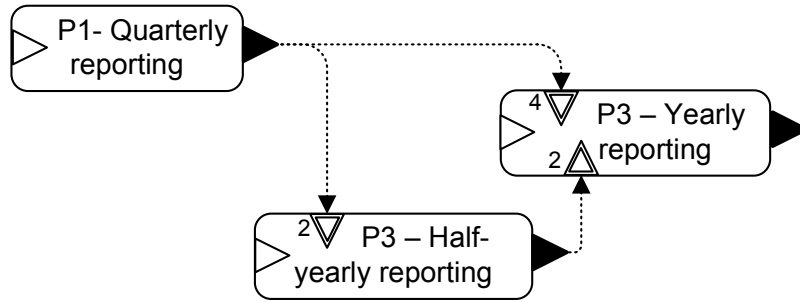 P1- Quarterly
reporting
4
P3 – Yearly
reporting
2
2
P3 – Half-
yearly reporting